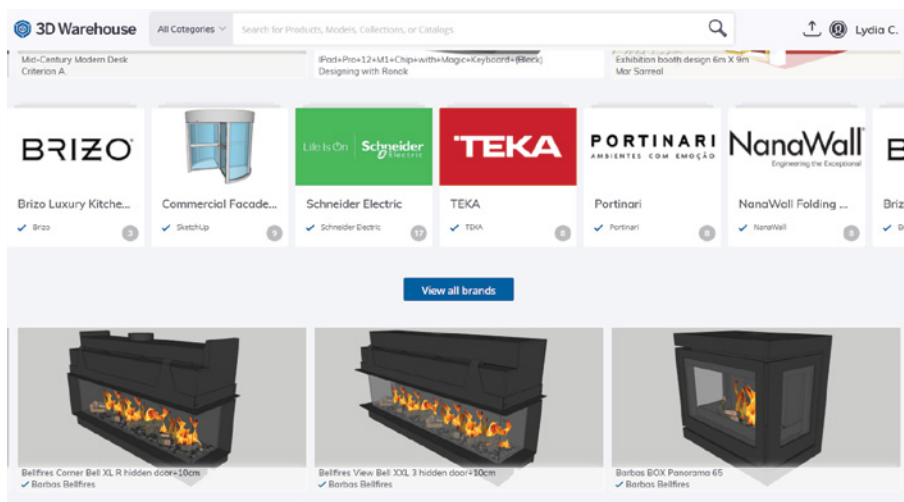 3D Warehouse
All Categories
Search for Products, Models, Collections, or Catalogs
Lydia C.
Mid-Century Modern Desk
Criterion A.
iPad+Pro+12+M1+Chip+with+Magic+Keyboard+(Black)
Designing with Ronok
Exhibition booth design 6m X 9m
Mar Sarreal
BRIZO
Life Is On
Schneider
Electric
TEKA
PORTINARI
AMBIENTES COM EMOÇÃO
NanaWall
Engineering the Exceptional
B
Brizo Luxury Kitche...
Brizo
3
Commercial Facade...
SketchUp
9
Schneider Electric
Schneider Electric
17
TEKA
TEKA
8
Portinari
Portinari
8
NanaWall Folding ...
NanaWall
8
Briz
View all brands
Bellfires Corner Bell XL R hidden door+10cm
Barbas Bellfires
Bellfires View Bell XXL 3 hidden door+10cm
Barbas Bellfires
Barbas BOX Panorama 65
Barbas Bellfires